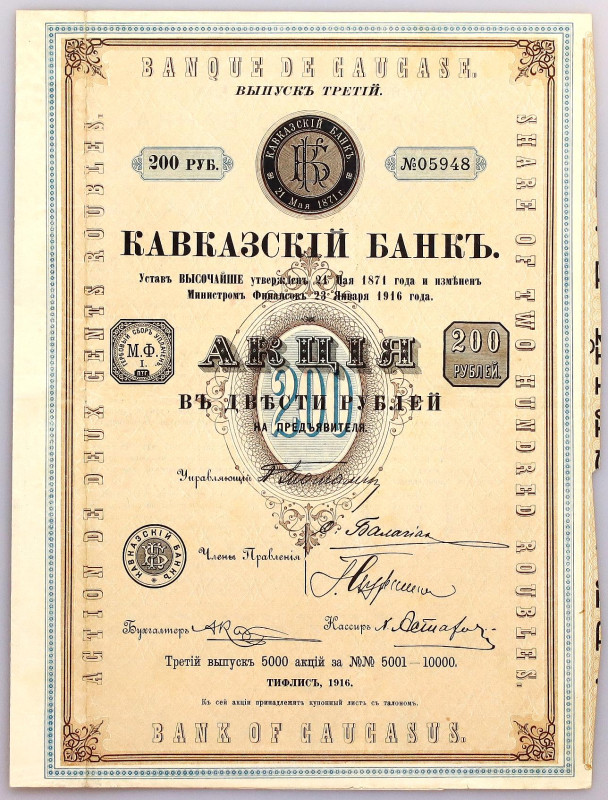 BANQUE DE CAUCASE.
ВЫПУСКЪ ТРЕТІЙ.
КАВКАЗСКІЙ БАНКЪ
21 Мая 1871 г.
200 РУБ.
№05948
КАВКАЗСКІЙ БАНКЪ.
Уставъ ВЫСОЧАЙШЕ утвержденъ 21 Мая 1871 года и измѣненъ
Министромъ Финансовъ 23 Января 1916 года.
ГЕРБОВЫЙ СБОРЪ УПЛОЧЕНЪ
М.Ф.
I.
ПТГ
АКЦІЯ
200
РУБЛЕЙ.
200
ВЪ ДВѢСТИ РУБЛЕЙ
НА ПРЕДЪЯВИТЕЛЯ.
Управляющій
Члены Правленія
КАВКАЗСКІЙ БАНКЪ
Бухгалтеръ
Кассиръ
Третій выпускъ 5000 акцій за №№ 5001—10000.
ТИФЛИСЪ, 1916.
Къ сей акціи принадлежитъ купонный листъ съ талономъ.
BANK OF CAUCASUS.
ACTION DE DEUX CENTS ROUBLES.
SHARE OF TWO HUNDRED ROUBLES.